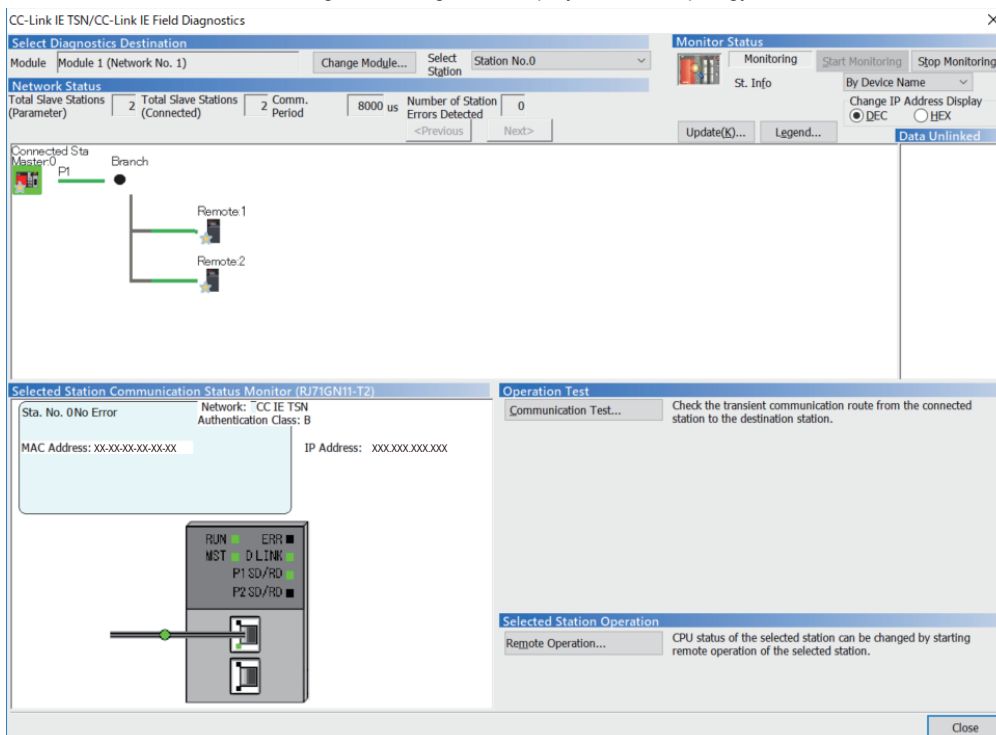 CC-Link IE TSN/CC-Link IE Field Diagnostics
Select Diagnostics Destination
Module Module 1 (Network No. 1) Change Module... Select Station Station No.0
Monitor Status
Monitoring Start Monitoring Stop Monitoring
St. Info By Device Name
Change IP Address Display
DEC HEX
Update(K)... Legend...
Network Status
Total Slave Stations (Parameter) 2 Total Slave Stations (Connected) 2 Comm. Period 8000 us Number of Station Errors Detected 0
<Previous Next>
Data Unlinked
Connected Sta
Master:0
P1
Branch
Remote:1
Remote:2
Selected Station Communication Status Monitor (RJ71GN11-T2)
Sta. No. 0 No Error
Network: CC IE TSN
Authentication Class: B
MAC Address: XX-XX-XX-XX-XX-XX IP Address: XXX.XXX.XXX.XXX
RUN ERR
MST D LINK
P1 SD/RD
P2 SD/RD
Operation Test
Communication Test...
Check the transient communication route from the connected
station to the destination station.
Selected Station Operation
Remote Operation...
CPU status of the selected station can be changed by starting
remote operation of the selected station.
Close